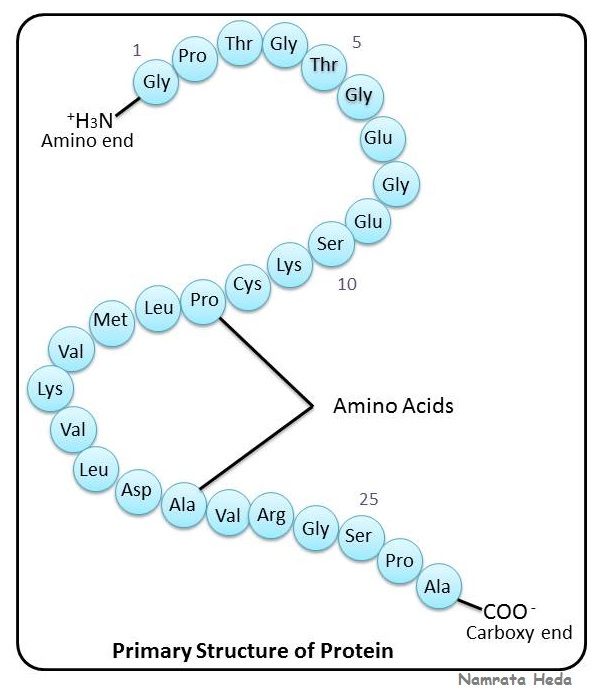 1
Gly
Pro
Thr
Gly
5
Thr
Gly
Glu
Gly
Glu
Ser
10
Lys
Cys
Pro
Leu
Met
Val
Lys
Val
Leu
Asp
Ala
Val
Arg
Gly
25
Ser
Pro
Ala
⁺H₃N
Amino end
Amino Acids
COO⁻
Carboxy end
Primary Structure of Protein
Namrata Heda